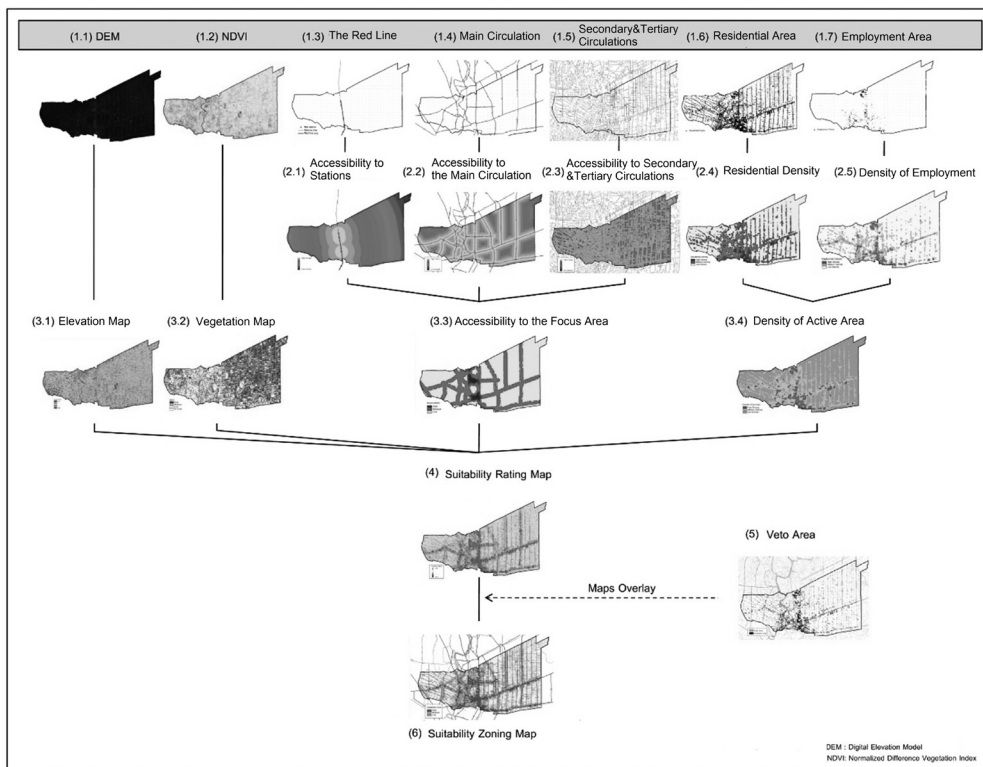 (1.1) DEM
(1.2) NDVI
(1.3) The Red Line
(1.4) Main Circulation
(1.5) Secondary&Tertiary
Circulations
(1.6) Residential Area
(1.7) Employment Area
(2.1) Accessibility to
Stations
(2.2) Accessibility to
the Main Circulation
(2.3) Accessibility to Secondary
&Tertiary Circulations
(2.4) Residential Density
(2.5) Density of Employment
(3.1) Elevation Map
(3.2) Vegetation Map
(3.3) Accessibility to the Focus Area
(3.4) Density of Active Area
(4) Suitability Rating Map
(5) Veto Area
Maps Overlay
(6) Suitability Zoning Map
DEM : Digital Elevation Model
NDVI: Normalized Difference Vegetation Index